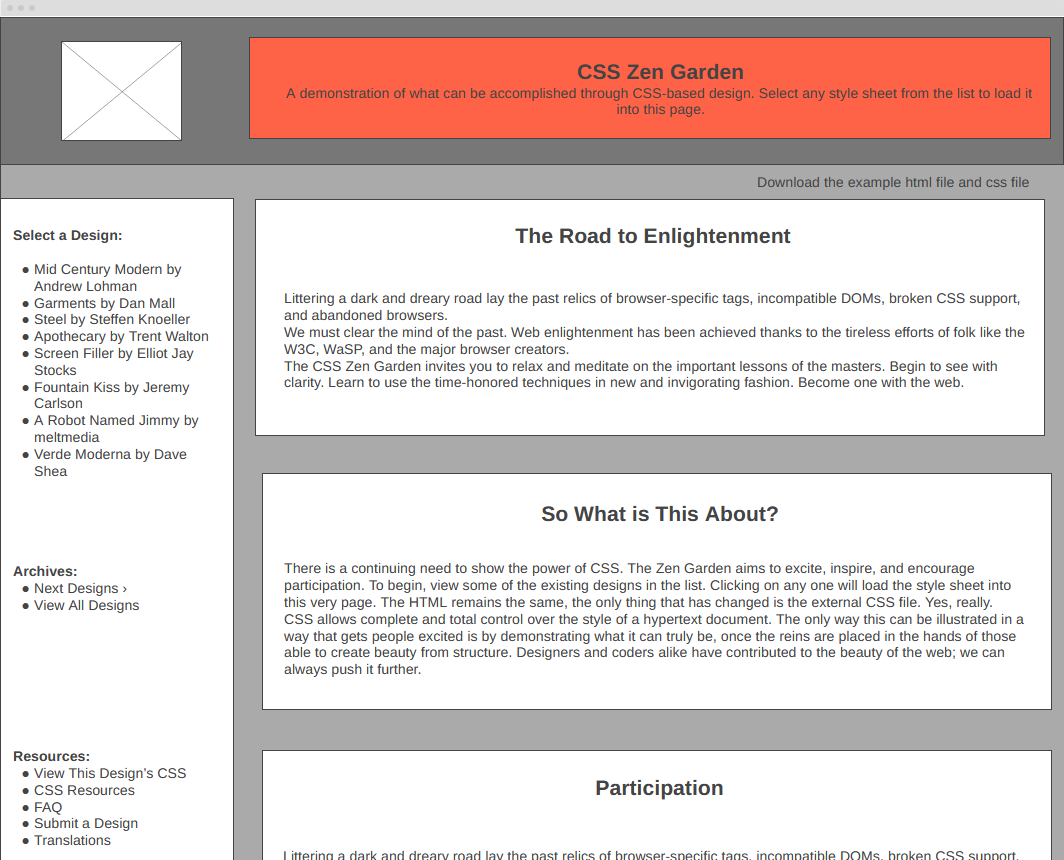 CSS Zen Garden
A demonstration of what can be accomplished through CSS-based design. Select any style sheet from the list to load it
into this page.
Download the example html file and css file
Select a Design:
● Mid Century Modern by
Andrew Lohman
● Garments by Dan Mall
● Steel by Steffen Knoeller
● Apothecary by Trent Walton
● Screen Filler by Elliot Jay
Stocks
● Fountain Kiss by Jeremy
Carlson
● A Robot Named Jimmy by
meltmedia
● Verde Moderna by Dave
Shea
Archives:
● Next Designs ›
● View All Designs
Resources:
● View This Design's CSS
● CSS Resources
● FAQ
● Submit a Design
● Translations
The Road to Enlightenment
Littering a dark and dreary road lay the past relics of browser-specific tags, incompatible DOMs, broken CSS support,
and abandoned browsers.
We must clear the mind of the past. Web enlightenment has been achieved thanks to the tireless efforts of folk like the
W3C, WaSP, and the major browser creators.
The CSS Zen Garden invites you to relax and meditate on the important lessons of the masters. Begin to see with
clarity. Learn to use the time-honored techniques in new and invigorating fashion. Become one with the web.
So What is This About?
There is a continuing need to show the power of CSS. The Zen Garden aims to excite, inspire, and encourage
participation. To begin, view some of the existing designs in the list. Clicking on any one will load the style sheet into
this very page. The HTML remains the same, the only thing that has changed is the external CSS file. Yes, really.
CSS allows complete and total control over the style of a hypertext document. The only way this can be illustrated in a
way that gets people excited is by demonstrating what it can truly be, once the reins are placed in the hands of those
able to create beauty from structure. Designers and coders alike have contributed to the beauty of the web; we can
always push it further.
Participation
Littering a dark and dreary road lay the past relics of browser-specific tags, incompatible DOMs, broken CSS support,